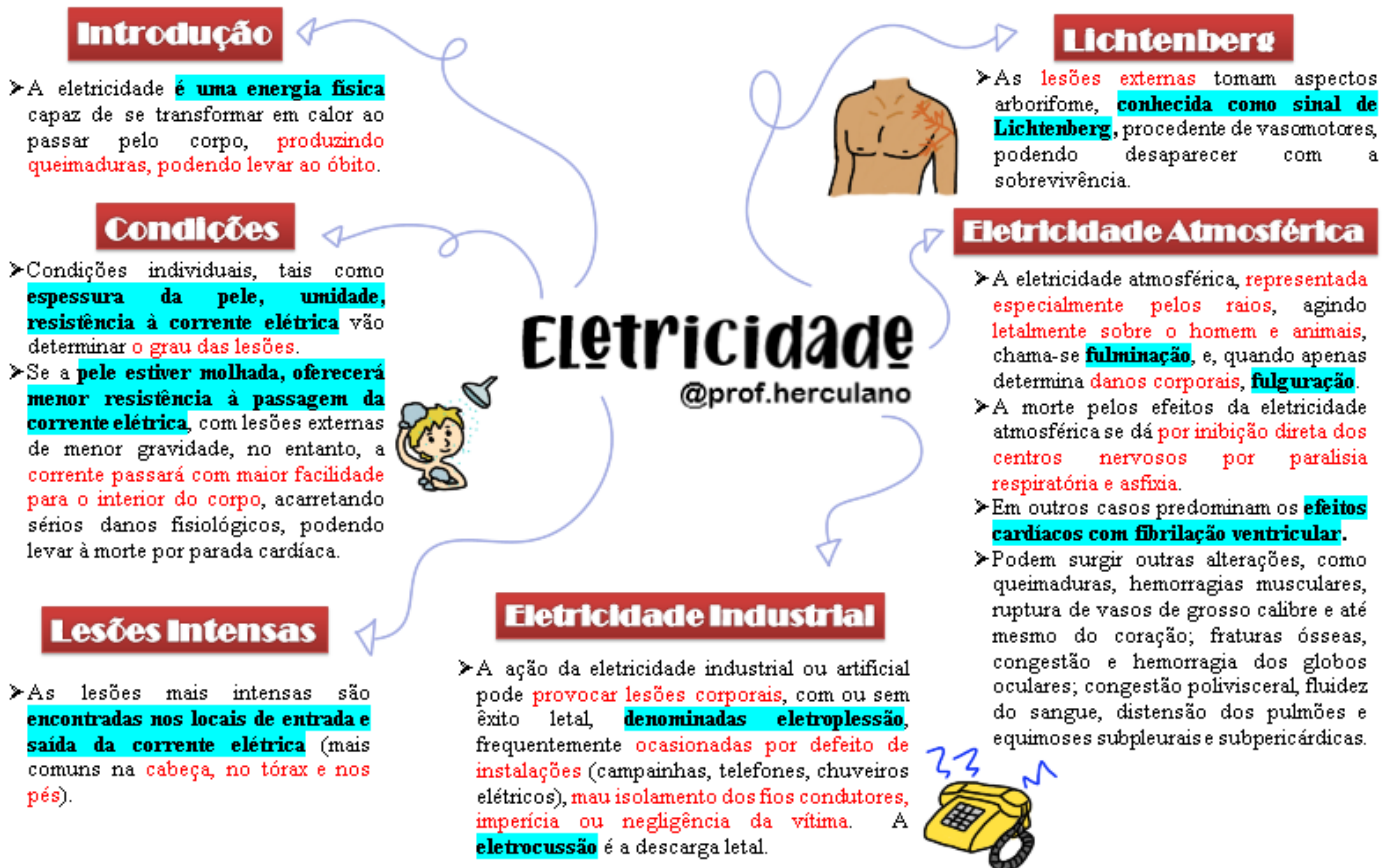 Introdução
➤A eletricidade é uma energia física
capaz de se transformar em calor ao
passar pelo corpo, produzindo
queimaduras, podendo levar ao óbito.
Condições
➤Condições individuais, tais como
espessura da pele, umidade,
resistência à corrente elétrica vão
determinar o grau das lesões.
➤Se a pele estiver molhada, oferecerá
menor resistência à passagem da
corrente elétrica, com lesões externas
de menor gravidade, no entanto, a
corrente passará com maior facilidade
para o interior do corpo, acarretando
sérios danos fisiológicos, podendo
levar à morte por parada cardíaca.
Lesões Intensas
➤As lesões mais intensas são
encontradas nos locais de entrada e
saída da corrente elétrica (mais
comuns na cabeça, no tórax e nos
pés).
Eletricidade
@prof.herculano
Eletricidade Industrial
➤A ação da eletricidade industrial ou artificial
pode provocar lesões corporais, com ou sem
êxito letal, denominadas eletroplessão,
frequentemente ocasionadas por defeito de
instalações (campainhas, telefones, chuveiros
elétricos), mau isolamento dos fios condutores,
imperícia ou negligência da vítima. A
eletrocussão é a descarga letal.
Lichtenberg
➤As lesões externas tomam aspectos
arborifome, conhecida como sinal de
Lichtenberg, procedente de vasomotores,
podendo desaparecer com a
sobrevivência.
Eletricidade Atmosférica
➤A eletricidade atmosférica, representada
especialmente pelos raios, agindo
letalmente sobre o homem e animais,
chama-se fulminação, e, quando apenas
determina danos corporais, fulguração.
➤A morte pelos efeitos da eletricidade
atmosférica se dá por inibição direta dos
centros nervosos por paralisia
respiratória e asfixia.
➤Em outros casos predominam os efeitos
cardíacos com fibrilação ventricular.
➤Podem surgir outras alterações, como
queimaduras, hemorragias musculares,
ruptura de vasos de grosso calibre e até
mesmo do coração; fraturas ósseas,
congestão e hemorragia dos globos
oculares; congestão polivisceral, fluidez
do sangue, distensão dos pulmões e
equimoses subpleurais e subpericárdicas.